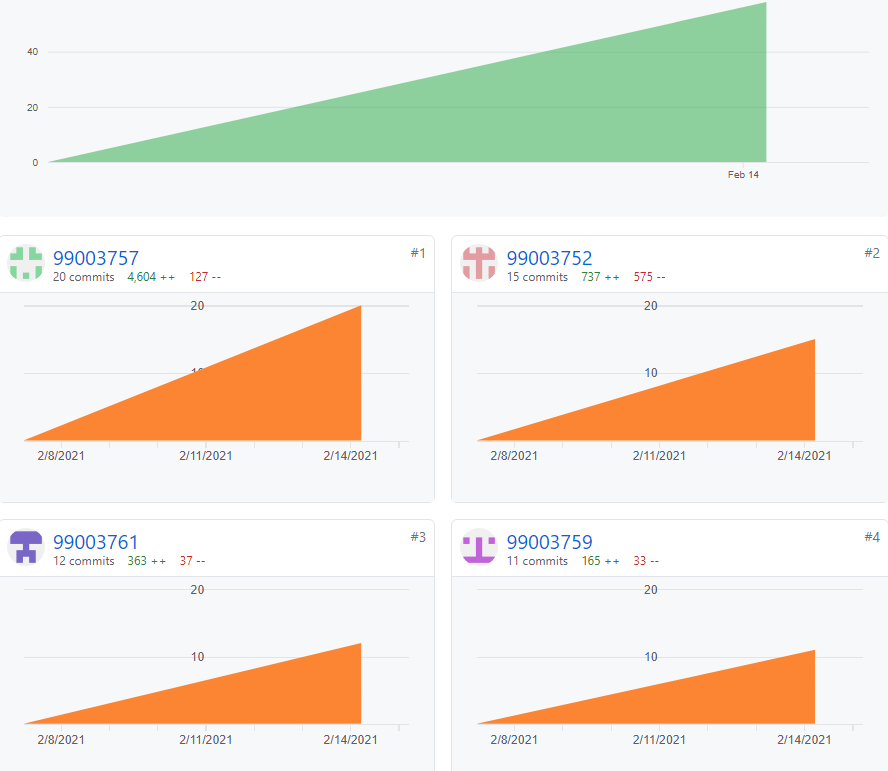 40
20
0
Feb 14
99003757
#1
20 commits 4,604 ++ 127 --
20
10
2/8/2021 2/11/2021 2/14/2021
99003752
#2
15 commits 737 ++ 575 --
20
10
2/8/2021 2/11/2021 2/14/2021
99003761
#3
12 commits 363 ++ 37 --
20
10
2/8/2021 2/11/2021 2/14/2021
99003759
#4
11 commits 165 ++ 33 --
20
10
2/8/2021 2/11/2021 2/14/2021